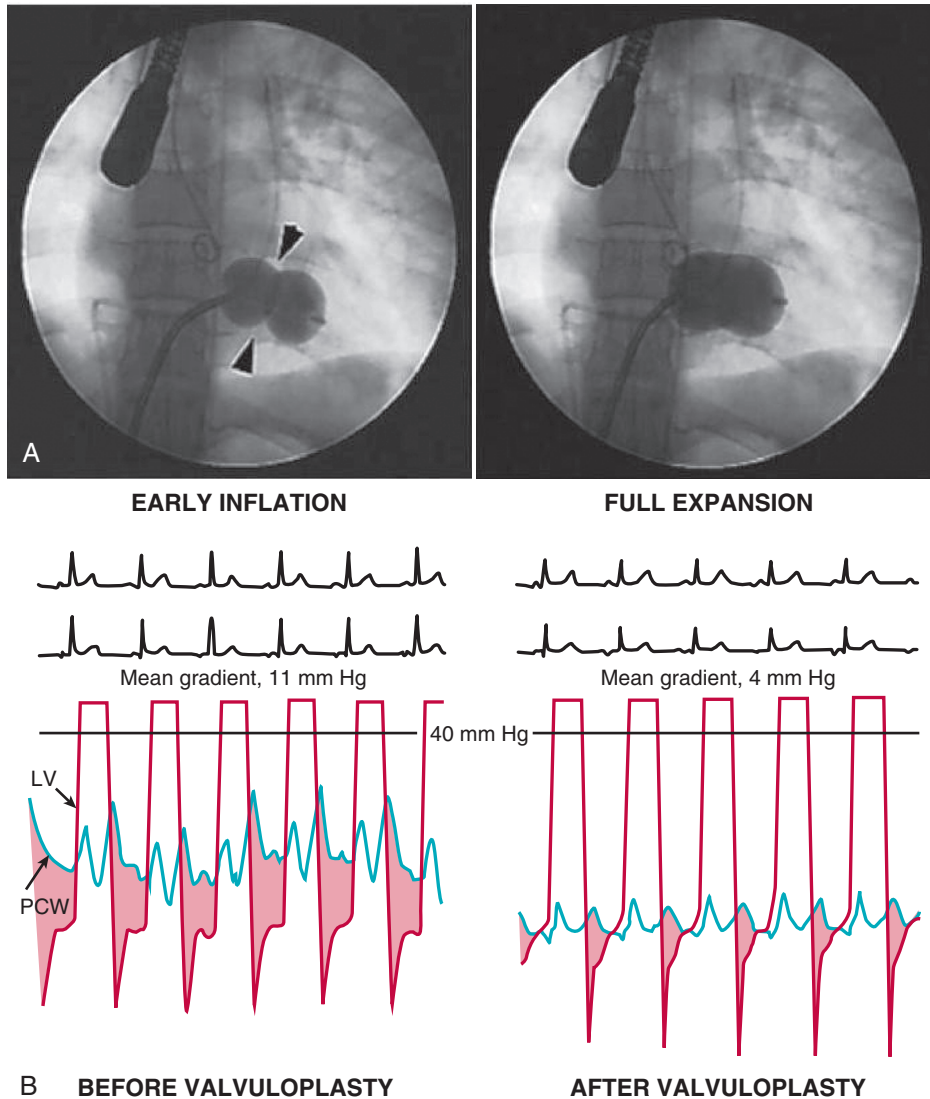 A
EARLY INFLATION
FULL EXPANSION
Mean gradient, 11 mm Hg
Mean gradient, 4 mm Hg
40 mm Hg
LV
PCW
B
BEFORE VALVULOPLASTY
AFTER VALVULOPLASTY